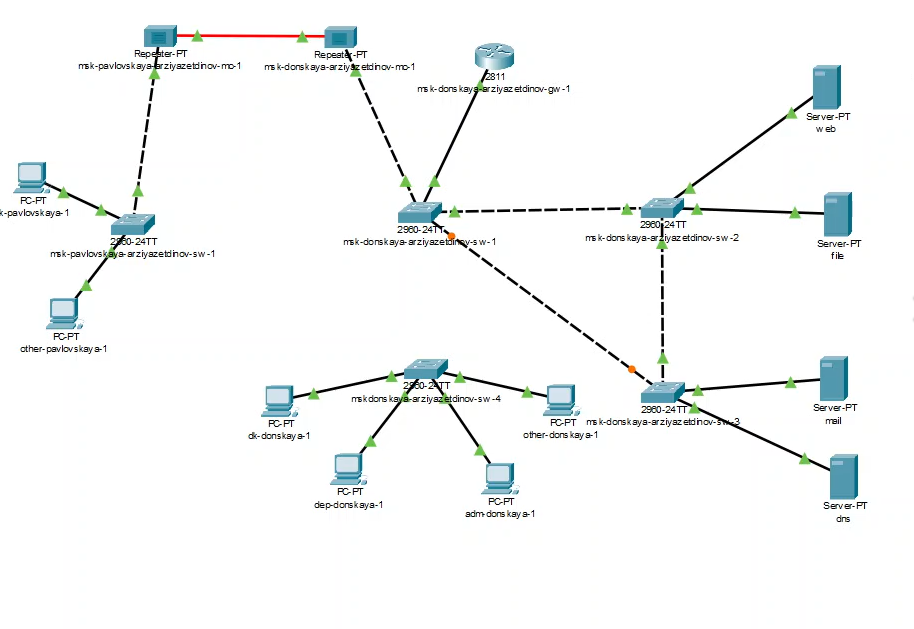 Repeater-PT
msk-pavlovskaya-arziyazetdinov-mc-1
Repeater-PT
msk-donskaya-arziyazetdinov-mc-1
2811
msk-donskaya-arziyazetdinov-gw-1
Server-PT
web
PC-PT
k-pavlovskaya-1
2960-24TT
msk-pavlovskaya-arziyazetdinov-sw-1
2960-24TT
msk-donskaya-arziyazetdinov-sw-1
2960-24TT
msk-donskaya-arziyazetdinov-sw-2
Server-PT
file
PC-PT
other-pavlovskaya-1
2960-24TT
mskdonskaya-arziyazetdinov-sw-4
PC-PT
dk-donskaya-1
PC-PT
other-donskaya-1
2960-24TT
msk-donskaya-arziyazetdinov-sw-3
Server-PT
mail
PC-PT
dep-donskaya-1
PC-PT
adm-donskaya-1
Server-PT
dns